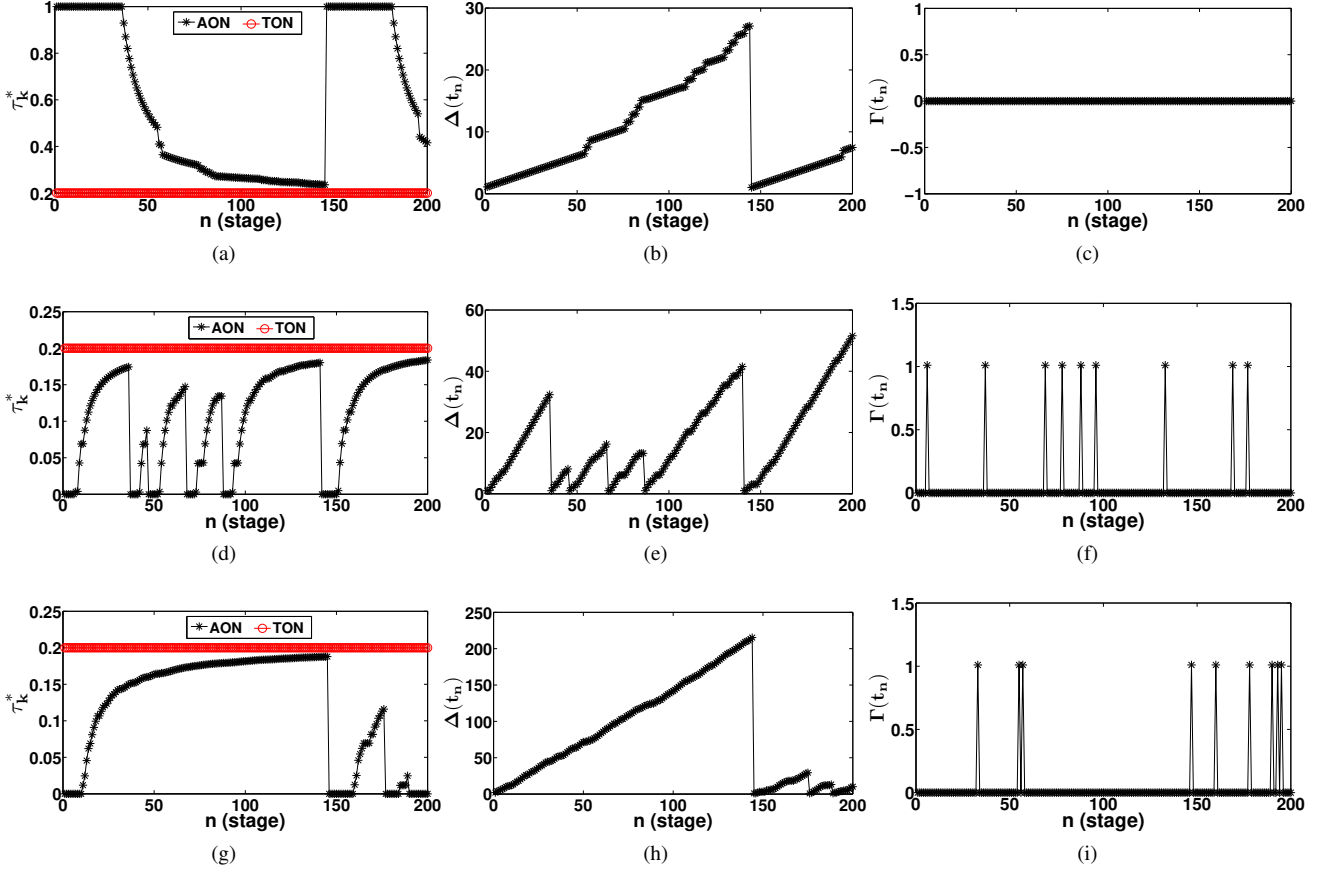 1
0.8
0.6
0.4
0.2
0 50 100 150 200
τ*k
n (stage)
AON TON
(a)
30
20
10
0
0 50 100 150 200
Δ(tn)
n (stage)
(b)
1
0.5
0
−0.5
−1
50 100 150 200
Γ(tn)
n (stage)
(c)
0.25
0.2
0.15
0.1
0.05
0
0 50 100 150 200
τ*k
n (stage)
AON TON
(d)
60
40
20
0
0 50 100 150 200
Δ(tn)
n (stage)
(e)
1.5
1
0.5
0
0 50 100 150 200
Γ(tn)
n (stage)
(f)
0.25
0.2
0.15
0.1
0.05
0
0 50 100 150 200
τ*k
n (stage)
AON TON
(g)
250
200
150
100
50
0
0 50 100 150 200
Δ(tn)
n (stage)
(h)
1.5
1
0.5
0
0 50 100 150 200
Γ(tn)
n (stage)
(i)